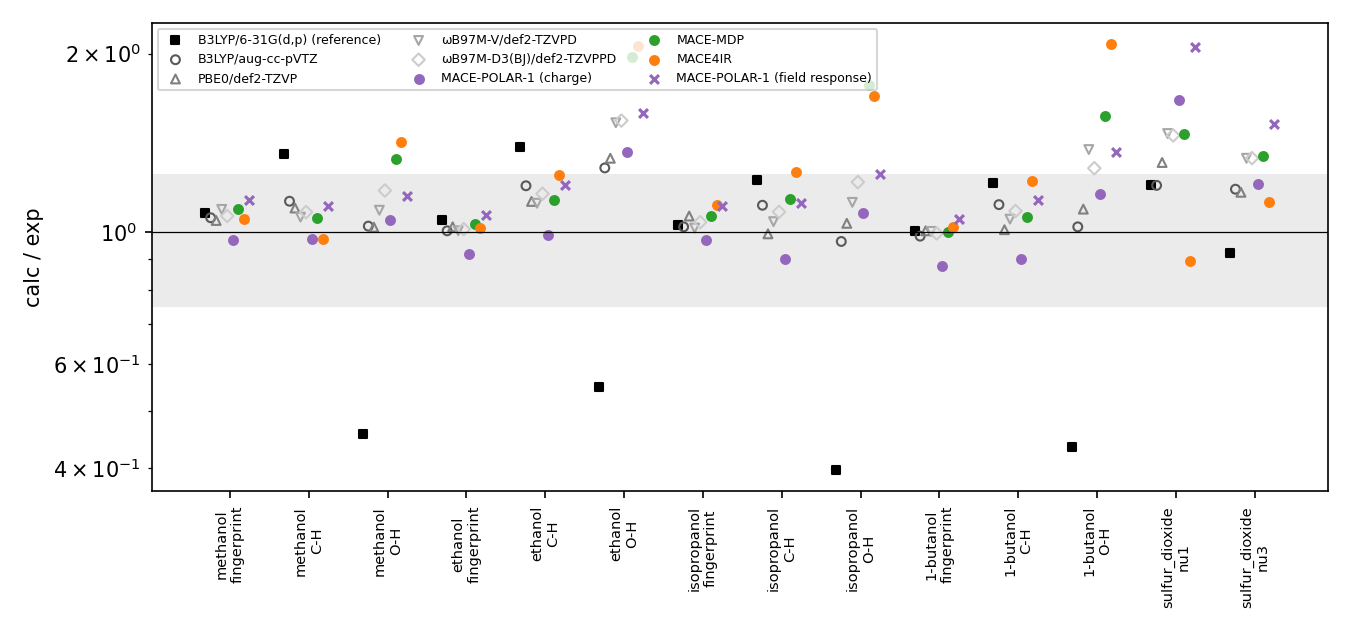 B3LYP/6-31G(d,p) (reference)
B3LYP/aug-cc-pVTZ
PBE0/def2-TZVP
ωB97M-V/def2-TZVPD
ωB97M-D3(BJ)/def2-TZVPPD
MACE-POLAR-1 (charge)
MACE-MDP
MACE4IR
MACE-POLAR-1 (field response)
calc / exp
2 × 10⁰
10⁰
6 × 10⁻¹
4 × 10⁻¹
methanol
fingerprint
methanol
C-H
methanol
O-H
ethanol
fingerprint
ethanol
C-H
ethanol
O-H
isopropanol
fingerprint
isopropanol
C-H
isopropanol
O-H
1-butanol
fingerprint
1-butanol
C-H
1-butanol
O-H
sulfur_dioxide
nu1
sulfur_dioxide
nu3